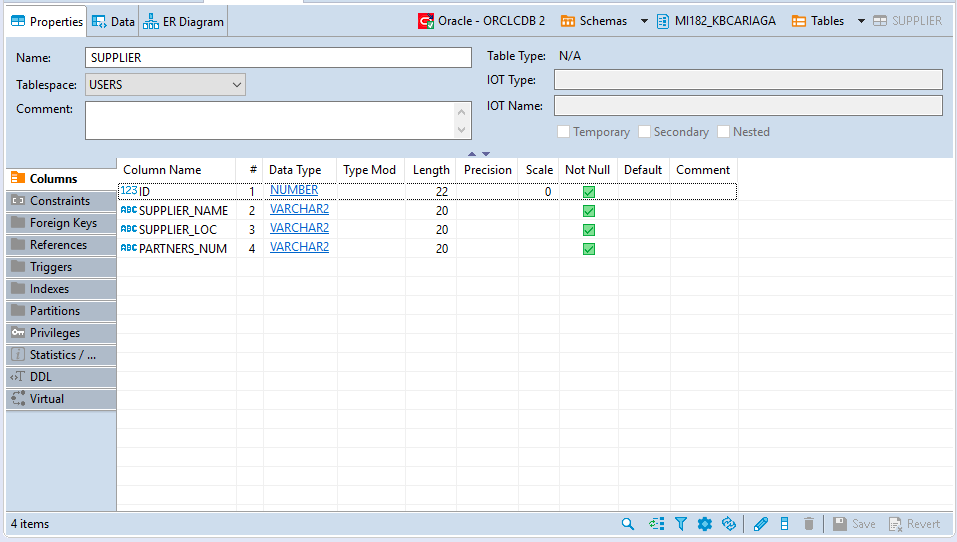 Properties Data ER Diagram Oracle - ORCLCDB 2 Schemas MI182_KBCARIAGA Tables SUPPLIER
Name: SUPPLIER Table Type: N/A
Tablespace: USERS IOT Type:
Comment: IOT Name:
Temporary Secondary Nested
Column Name # Data Type Type Mod Length Precision Scale Not Null Default Comment
123 ID 1 NUMBER 22 0
ABC SUPPLIER_NAME 2 VARCHAR2 20
ABC SUPPLIER_LOC 3 VARCHAR2 20
ABC PARTNERS_NUM 4 VARCHAR2 20
Columns
Constraints
Foreign Keys
References
Triggers
Indexes
Partitions
Privileges
Statistics / ...
DDL
Virtual
4 items Save Revert